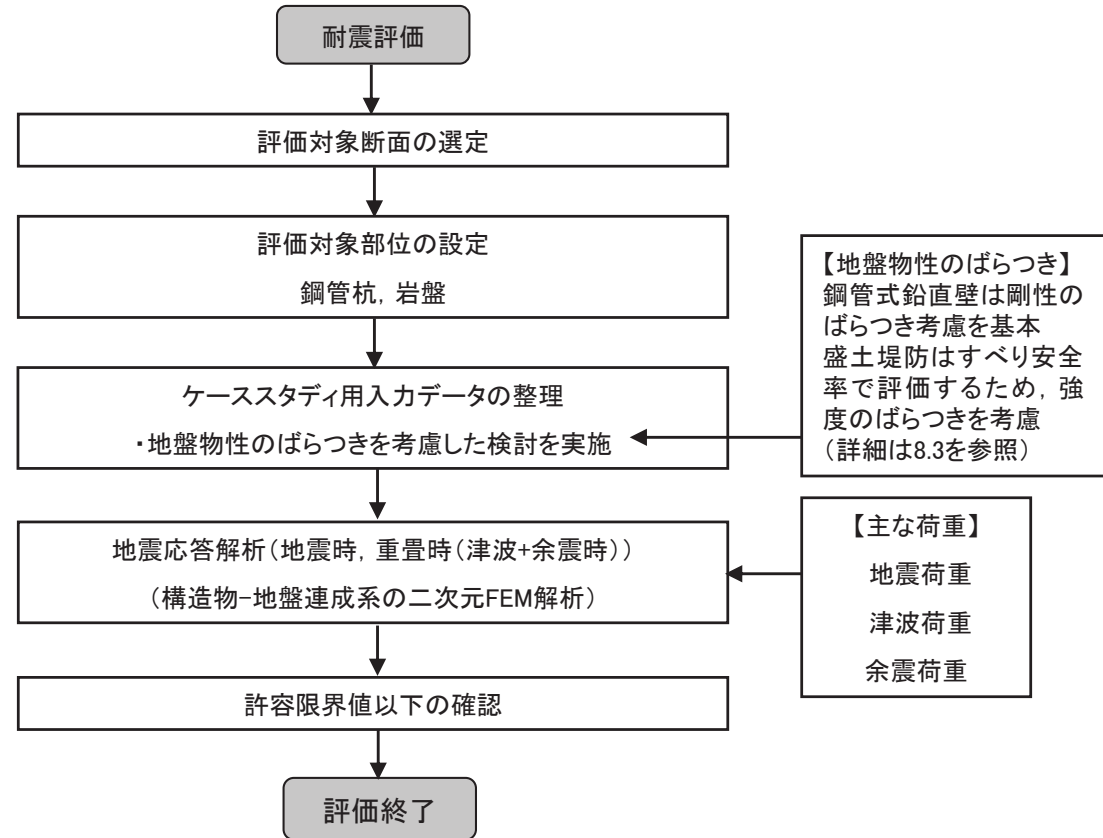 耐震評価
評価対象断面の選定
評価対象部位の設定
鋼管杭，岩盤
ケーススタディ用入力データの整理
・地盤物性のばらつきを考慮した検討を実施
【地盤物性のばらつき】
鋼管式鉛直壁は剛性の
ばらつき考慮を基本
盛土堤防はすべり安全
率で評価するため，強
度のばらつきを考慮
（詳細は8.3を参照）
地震応答解析（地震時，重畳時（津波+余震時））
（構造物−地盤連成系の二次元FEM解析）
【主な荷重】
地震荷重
津波荷重
余震荷重
許容限界値以下の確認
評価終了